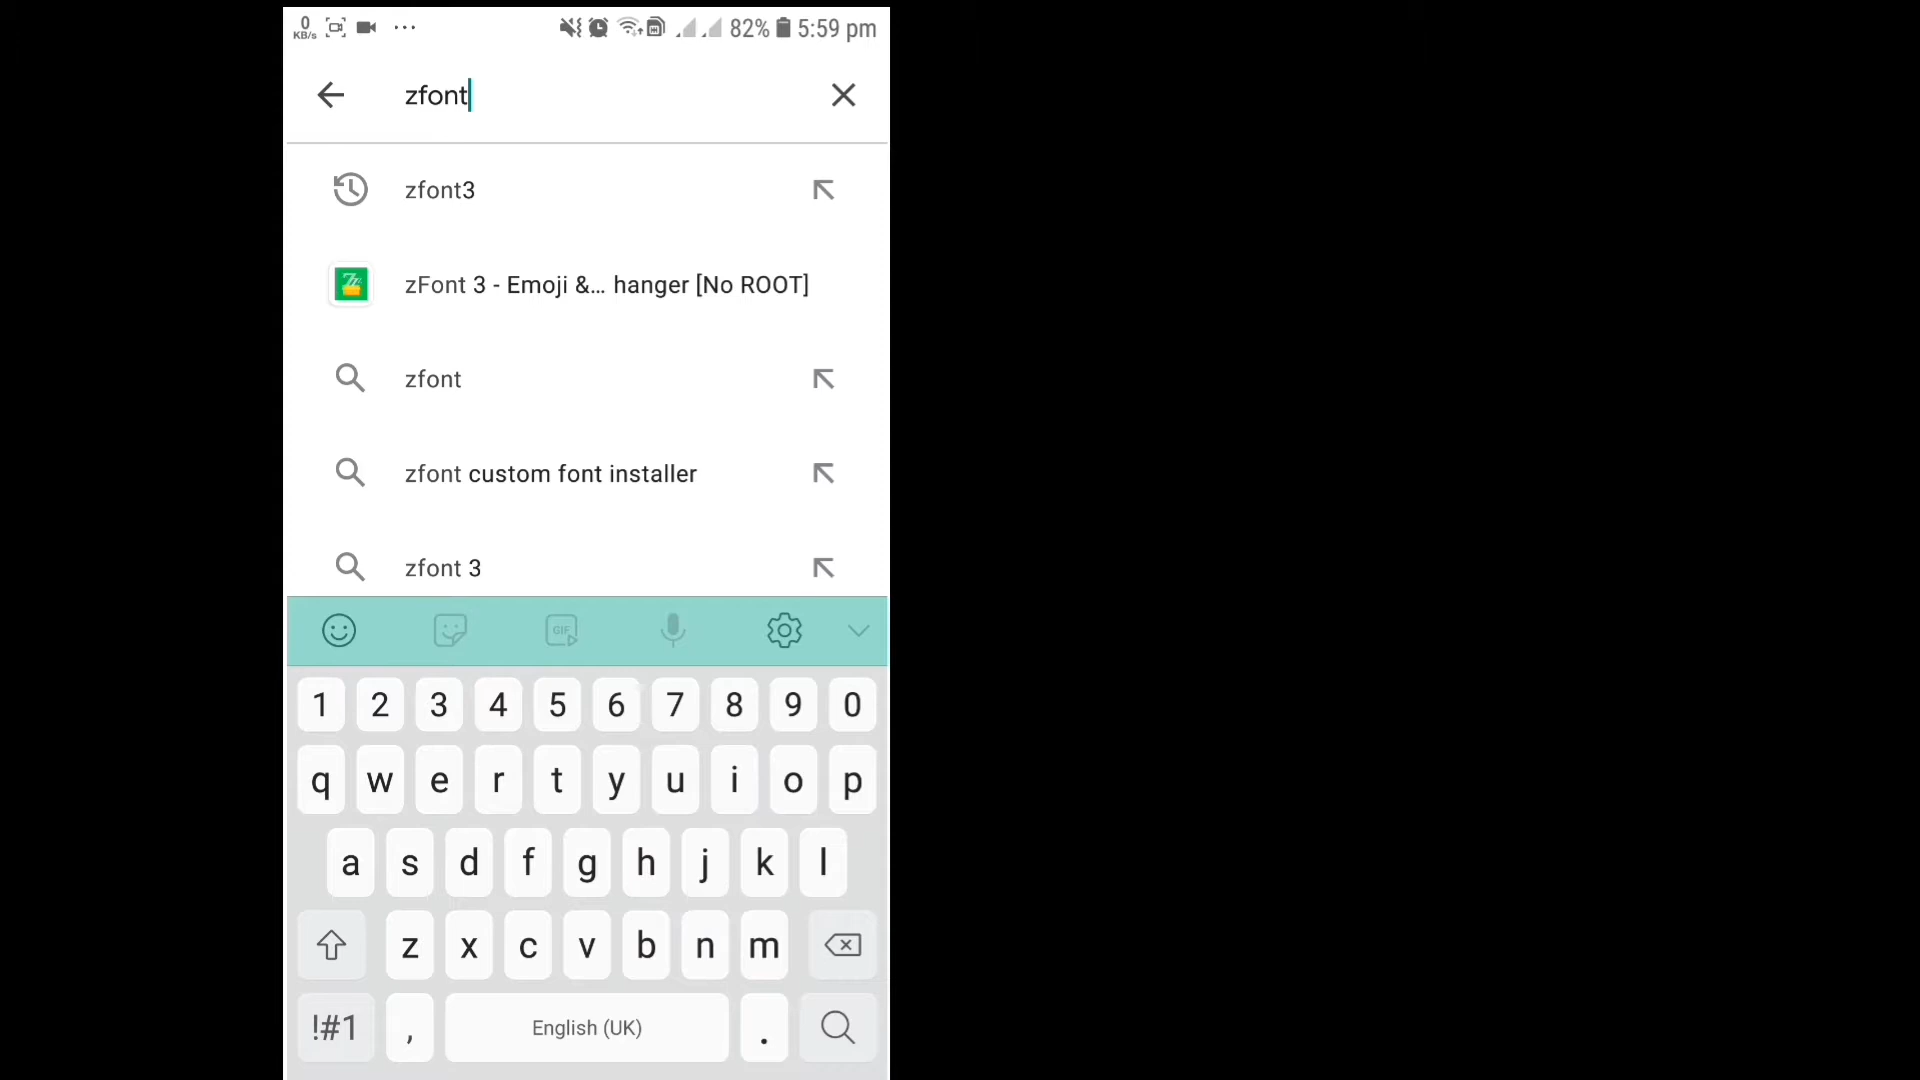 0
KB/s
82% 5:59 pm
zfont
zfont3
zFont 3 - Emoji &... hanger [No ROOT]
zfont
zfont custom font installer
zfont 3
GIF
1 2 3 4 5 6 7 8 9 0
q w e r t y u i o p
a s d f g h j k l
z x c v b n m
!#1 , English (UK) .